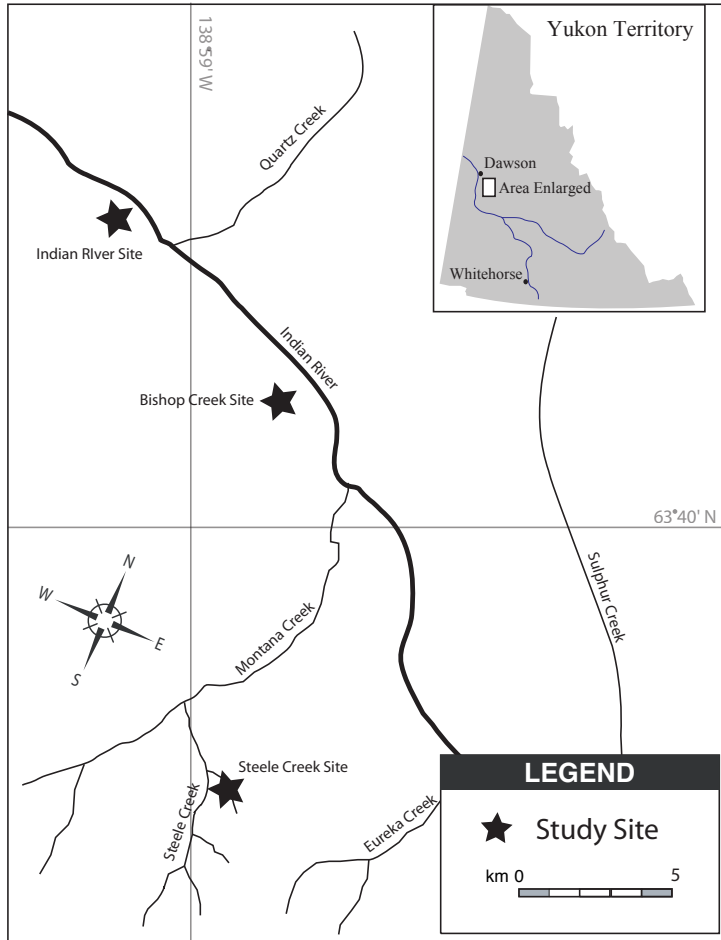 138°59' W
Quartz Creek
Yukon Territory
Dawson
Area Enlarged
Whitehorse
Indian RIver Site
Indian River
Bishop Creek Site
63°40' N
Sulphur Creek
N
W
E
S
Montana Creek
Steele Creek Site
Steele Creek
Eureka Creek
LEGEND
Study Site
km 0 5